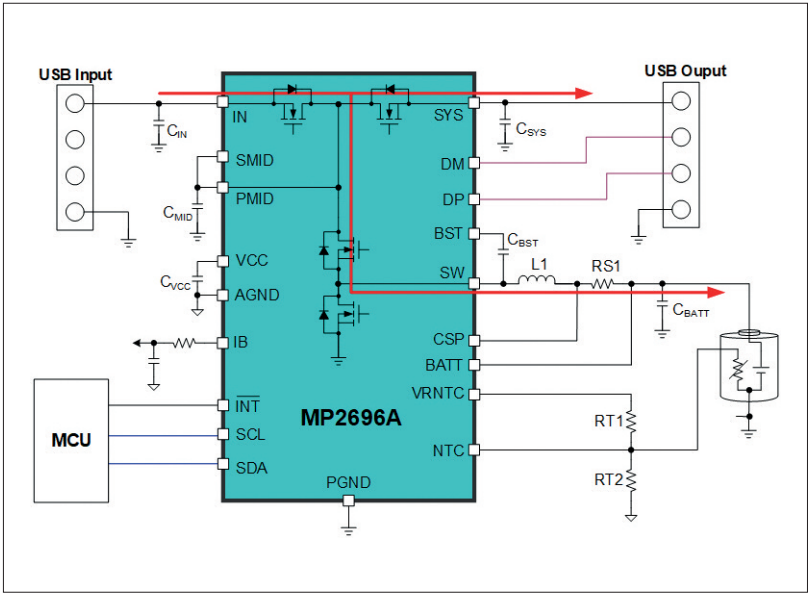 USB Input
USB Ouput
IN
SYS
CIN
CSYS
SMID
DM
PMID
DP
CMID
BST
CBST
VCC
SW
L1
RS1
CVCC
AGND
CBATT
IB
CSP
BATT
VRNTC
INT
MP2696A
RT1
MCU
SCL
NTC
SDA
RT2
PGND